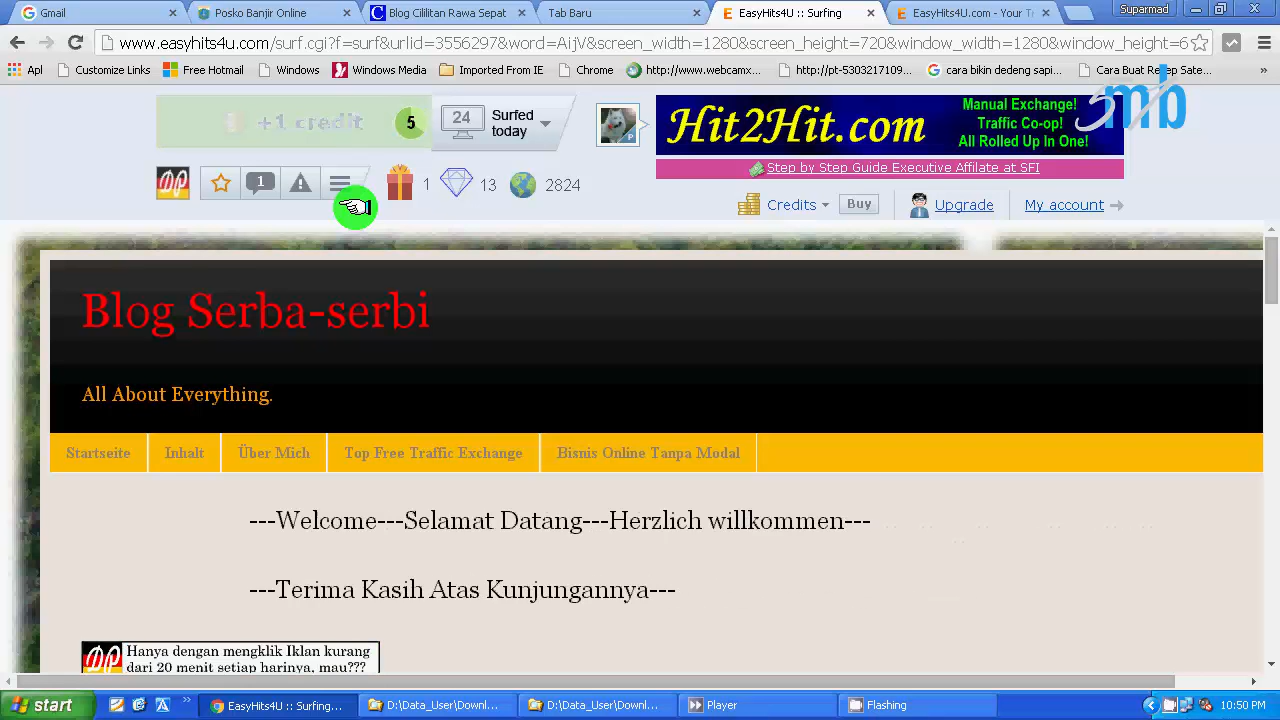 Gmail
Posko Banjir Online
Blog Cililitan Rawa Sepat
Tab Baru
EasyHits4U :: Surfing
EasyHits4U.com - Your Tr
Suparmad
www.easyhits4u.com/surf.cgi?f=surf&urlid=3556297&word=AtjV&screen_width=1280&screen_height=720&window_width=1280&window_height=6
Apl
Customize Links
Free Hotmail
Windows
Windows Media
Imported From IE
Chrome
http://www.onlincamx...
http://pt-5303217109...
cara bikin dedeng sai...
Cara Buat Resep Sate...
»
smb
+1 credit
5
24
Surfed today
Hit2Hit.com
Manual Exchange!
Traffic Co-op!
All Rolled Up In One!
Step by Step Guide Executive Affilate at SFI
DP
1
1
13
2824
Credits
Buy
Upgrade
My account
Blog Serba-serbi
All About Everything.
Startseite
Inhalt
Über Mich
Top Free Traffic Exchange
Bisnis Online Tanpa Modal
---Welcome---Selamat Datang---Herzlich willkommen---
---Terima Kasih Atas Kunjungannya---
DP
Hanya dengan mengklik Iklan kurang
dari 20 menit setiap harinya, mau???
start
EasyHits4U :: Surfing...
D:\Data_User\Downl...
D:\Data_User\Downl...
Player
Flashing
10:50 PM